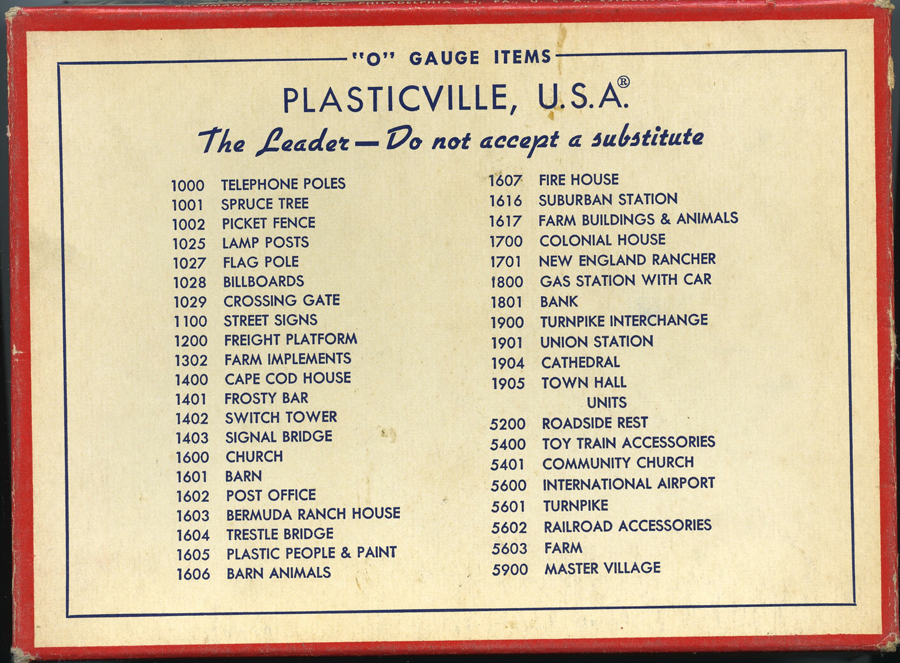 "O" GAUGE ITEMS
PLASTICVILLE, U.S.A.®
The Leader — Do not accept a substitute
1000 TELEPHONE POLES
1001 SPRUCE TREE
1002 PICKET FENCE
1025 LAMP POSTS
1027 FLAG POLE
1028 BILLBOARDS
1029 CROSSING GATE
1100 STREET SIGNS
1200 FREIGHT PLATFORM
1302 FARM IMPLEMENTS
1400 CAPE COD HOUSE
1401 FROSTY BAR
1402 SWITCH TOWER
1403 SIGNAL BRIDGE
1600 CHURCH
1601 BARN
1602 POST OFFICE
1603 BERMUDA RANCH HOUSE
1604 TRESTLE BRIDGE
1605 PLASTIC PEOPLE & PAINT
1606 BARN ANIMALS
1607 FIRE HOUSE
1616 SUBURBAN STATION
1617 FARM BUILDINGS & ANIMALS
1700 COLONIAL HOUSE
1701 NEW ENGLAND RANCHER
1800 GAS STATION WITH CAR
1801 BANK
1900 TURNPIKE INTERCHANGE
1901 UNION STATION
1904 CATHEDRAL
1905 TOWN HALL
UNITS
5200 ROADSIDE REST
5400 TOY TRAIN ACCESSORIES
5401 COMMUNITY CHURCH
5600 INTERNATIONAL AIRPORT
5601 TURNPIKE
5602 RAILROAD ACCESSORIES
5603 FARM
5900 MASTER VILLAGE